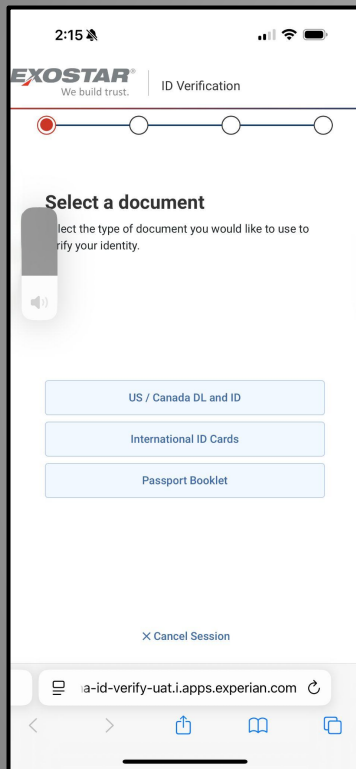 2:15
EXOSTAR®
We build trust.
ID Verification
Select a document
lect the type of document you would like to use to
rify your identity.
US / Canada DL and ID
International ID Cards
Passport Booklet
× Cancel Session
a-id-verify-uat.i.apps.experian.com